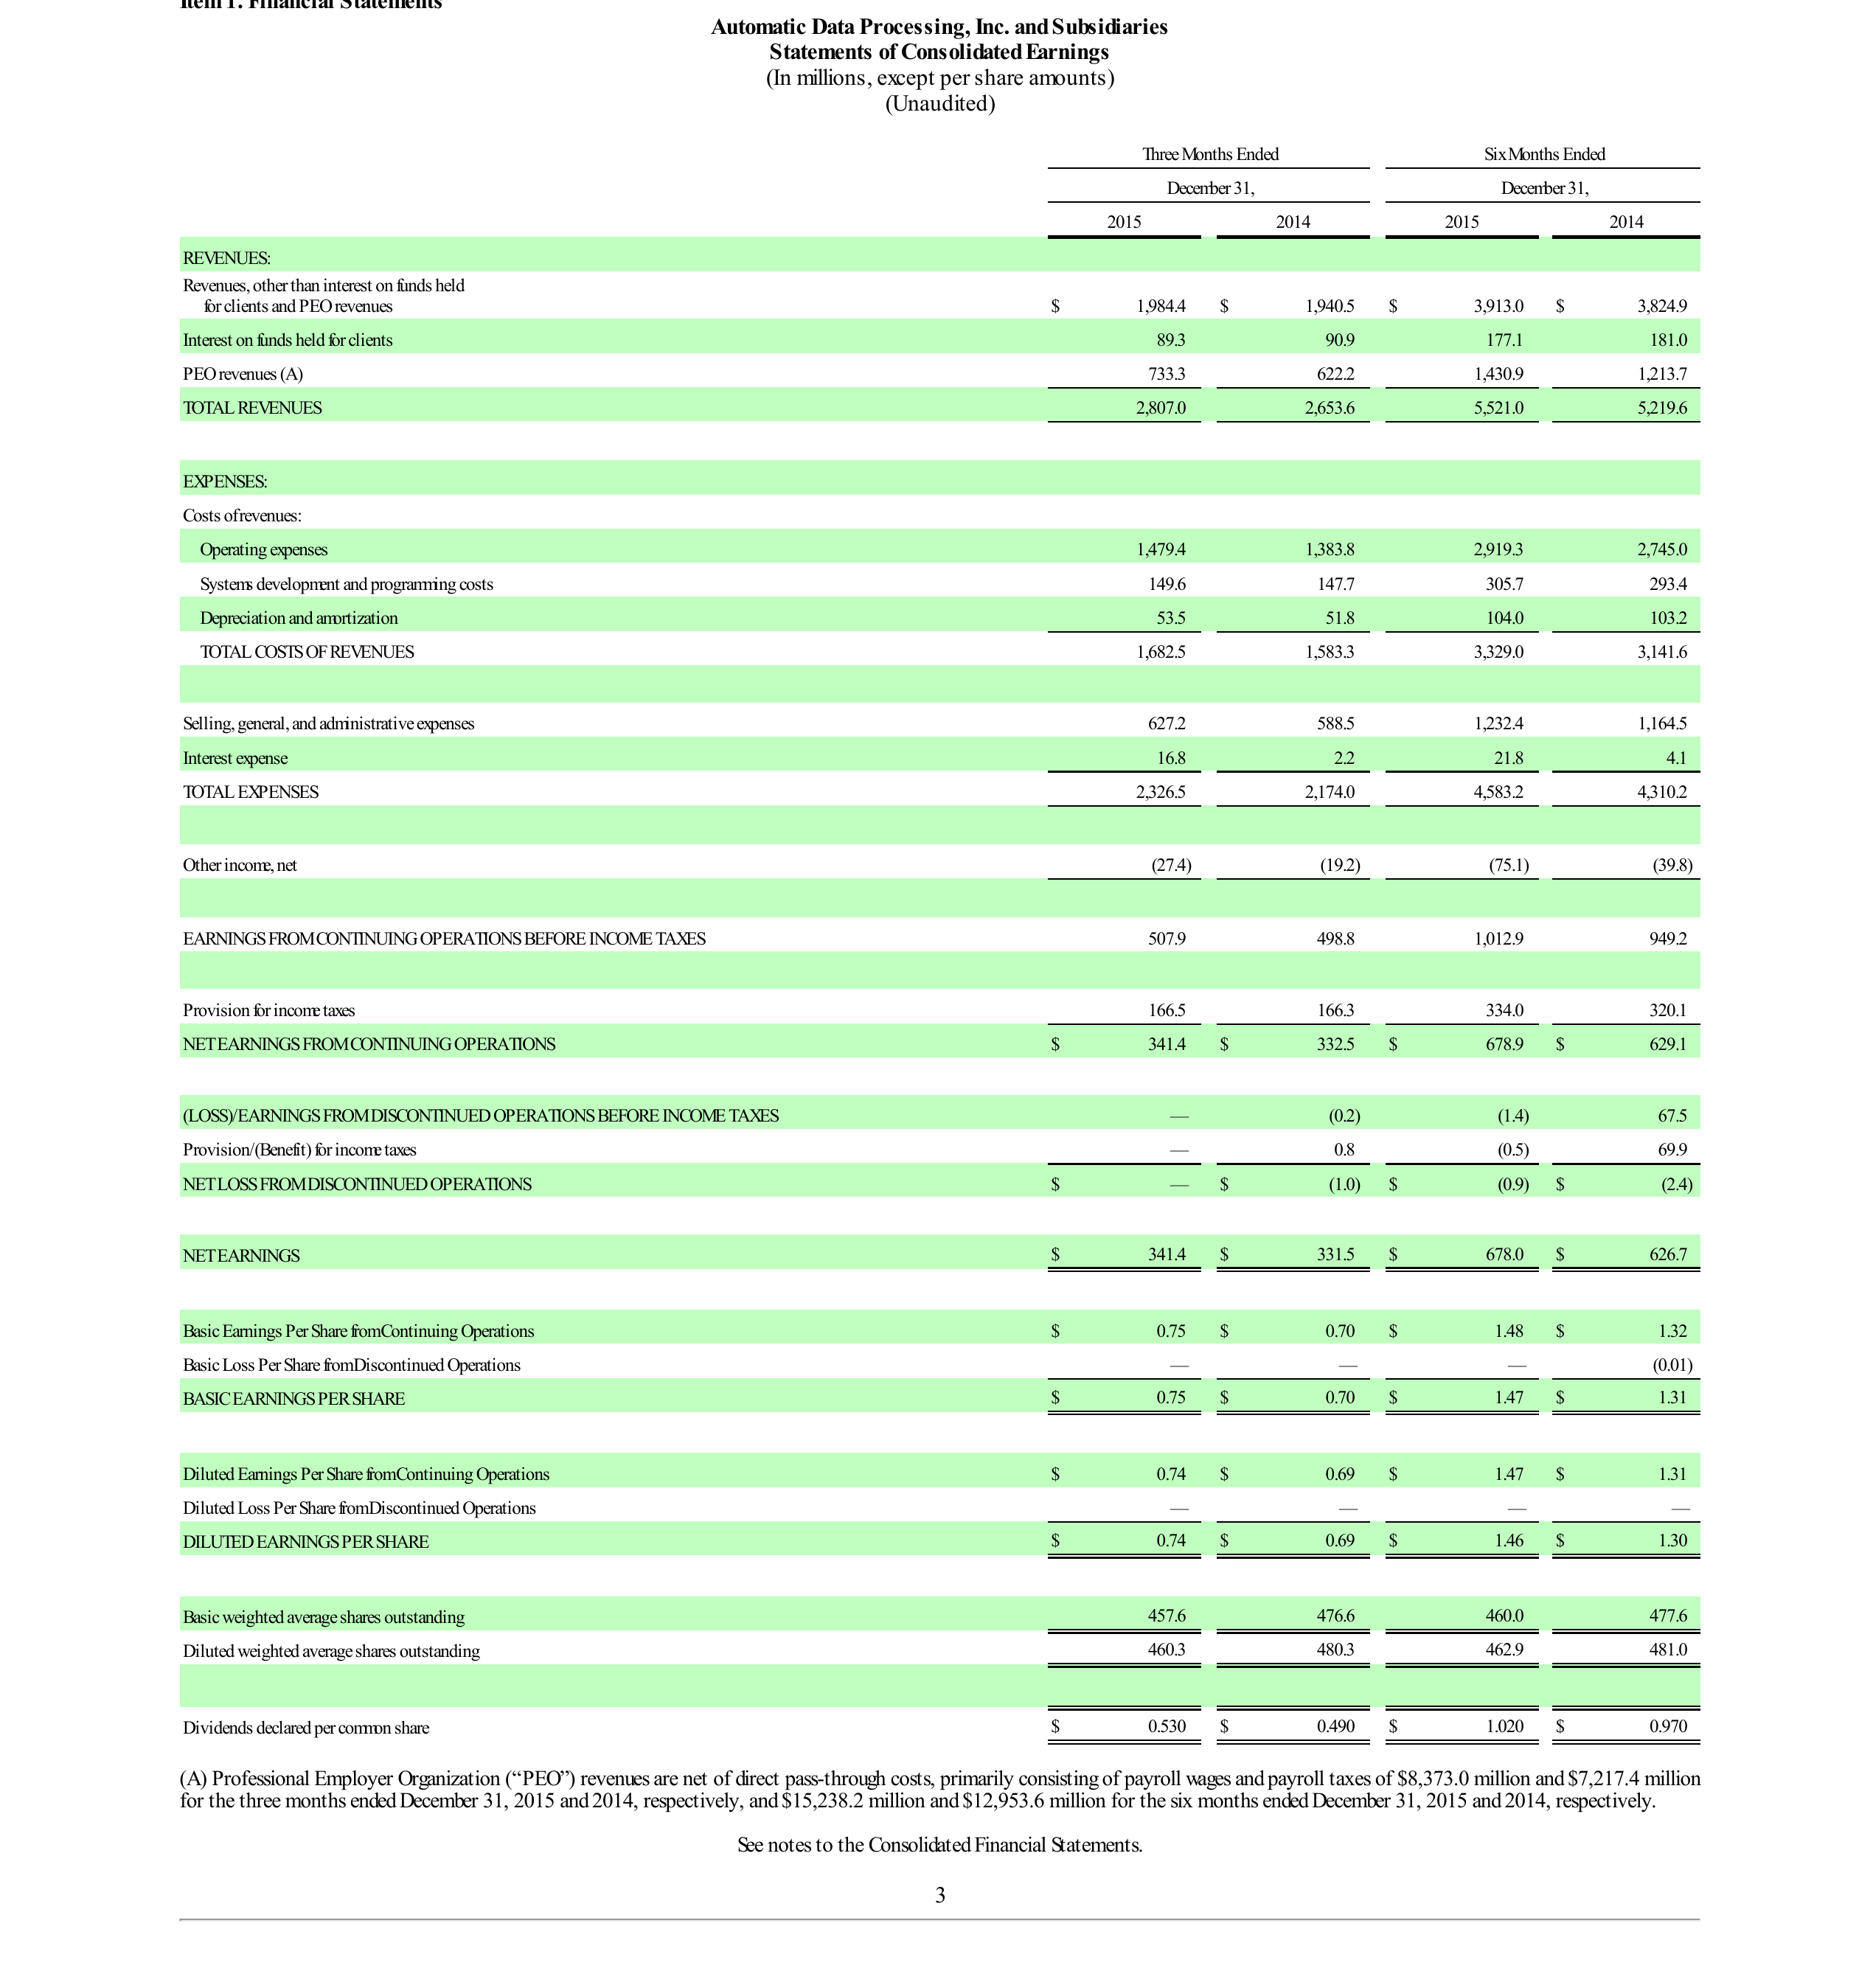 Item 1. Financial Statements
Automatic Data Processing, Inc. and Subsidiaries
Statements of Consolidated Earnings
(In millions, except per share amounts)
(Unaudited)
Three Months Ended Six Months Ended
December 31, December 31,
2015 2014 2015 2014
REVENUES:
Revenues, other than interest on funds held
for clients and PEO revenues $ 1,984.4 $ 1,940.5 $ 3,913.0 $ 3,824.9
Interest on funds held for clients 89.3 90.9 177.1 181.0
PEO revenues (A) 733.3 622.2 1,430.9 1,213.7
TOTAL REVENUES 2,807.0 2,653.6 5,521.0 5,219.6
EXPENSES:
Costs of revenues:
Operating expenses 1,479.4 1,383.8 2,919.3 2,745.0
Systems development and programming costs 149.6 147.7 305.7 293.4
Depreciation and amortization 53.5 51.8 104.0 103.2
TOTAL COSTS OF REVENUES 1,682.5 1,583.3 3,329.0 3,141.6
Selling, general, and administrative expenses 627.2 588.5 1,232.4 1,164.5
Interest expense 16.8 2.2 21.8 4.1
TOTAL EXPENSES 2,326.5 2,174.0 4,583.2 4,310.2
Other income, net (27.4) (19.2) (75.1) (39.8)
EARNINGS FROM CONTINUING OPERATIONS BEFORE INCOME TAXES 507.9 498.8 1,012.9 949.2
Provision for income taxes 166.5 166.3 334.0 320.1
NET EARNINGS FROM CONTINUING OPERATIONS $ 341.4 $ 332.5 $ 678.9 $ 629.1
(LOSS)/EARNINGS FROM DISCONTINUED OPERATIONS BEFORE INCOME TAXES — (0.2) (1.4) 67.5
Provision/(Benefit) for income taxes — 0.8 (0.5) 69.9
NET LOSS FROM DISCONTINUED OPERATIONS $ — $ (1.0) $ (0.9) $ (2.4)
NET EARNINGS $ 341.4 $ 331.5 $ 678.0 $ 626.7
Basic Earnings Per Share from Continuing Operations $ 0.75 $ 0.70 $ 1.48 $ 1.32
Basic Loss Per Share from Discontinued Operations — — — (0.01)
BASIC EARNINGS PER SHARE $ 0.75 $ 0.70 $ 1.47 $ 1.31
Diluted Earnings Per Share from Continuing Operations $ 0.74 $ 0.69 $ 1.47 $ 1.31
Diluted Loss Per Share from Discontinued Operations — — — —
DILUTED EARNINGS PER SHARE $ 0.74 $ 0.69 $ 1.46 $ 1.30
Basic weighted average shares outstanding 457.6 476.6 460.0 477.6
Diluted weighted average shares outstanding 460.3 480.3 462.9 481.0
Dividends declared per common share $ 0.530 $ 0.490 $ 1.020 $ 0.970
(A) Professional Employer Organization (“PEO”) revenues are net of direct pass-through costs, primarily consisting of payroll wages and payroll taxes of $8,373.0 million and $7,217.4 million
for the three months ended December 31, 2015 and 2014, respectively, and $15,238.2 million and $12,953.6 million for the six months ended December 31, 2015 and 2014, respectively.
See notes to the Consolidated Financial Statements.
3